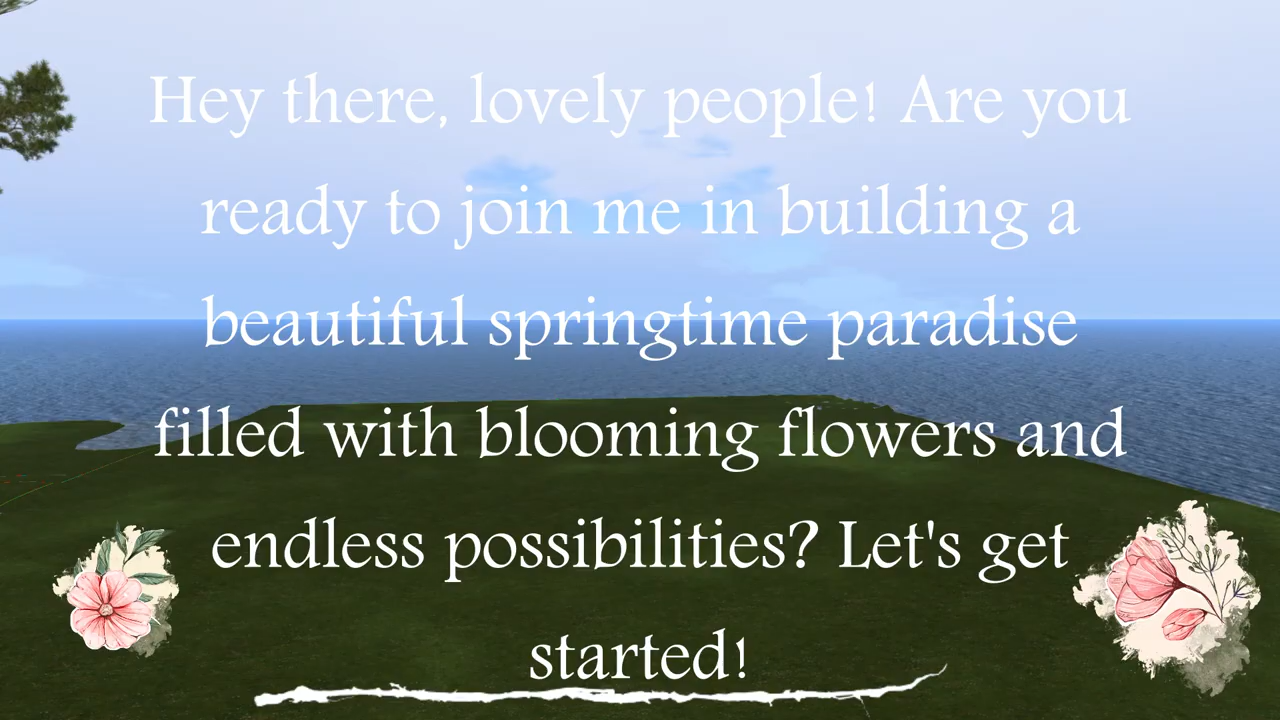 Hey there, lovely people! Are you
ready to join me in building a
beautiful springtime paradise
filled with blooming flowers and
endless possibilities? Let's get
started!